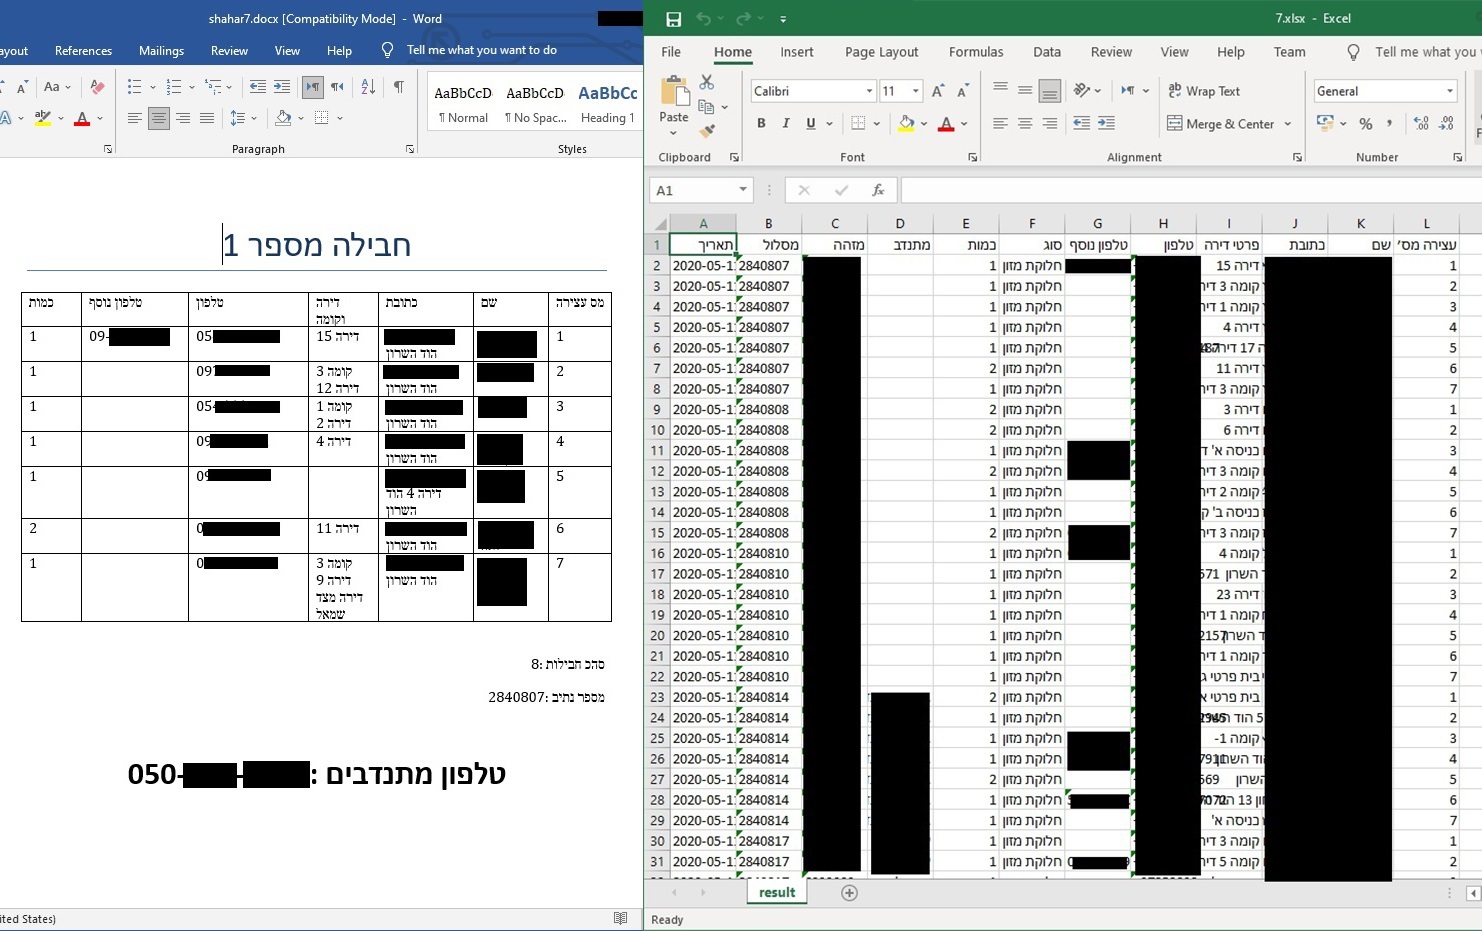 shahar7.docx [Compatibility Mode] - Word
ayout References Mailings Review View Help Tell me what you want to do
Aa
AaBbCcD AaBbCcD AaBbCc
¶ Normal ¶ No Spac... Heading 1
Paragraph Styles
חבילה מספר 1
מס עצירה שם כתובת דירה וקומה טלפון טלפון נוסף כמות
1 הוד השרון דירה 15 05 09- 1
2 הוד השרון קומה 3 דירה 12 091 1
3 הוד השרון קומה 1 דירה 2 054 1
4 הוד השרון דירה 4 09 1
5 דירה 4 הוד השרון 09 1
6 הוד השרון דירה 11 0 2
7 הוד השרון קומה 3 דירה 9 דירה מצד שמאל 0 1
סהכ חבילות :8
מספר נתיב :2840807
טלפון מתנדבים :050-
ited States)
7.xlsx - Excel
File Home Insert Page Layout Formulas Data Review View Help Team Tell me what you
Paste Calibri 11 Wrap Text General
B I U Merge & Center
Clipboard Font Alignment Number
A1 fx
A B C D E F G H I J K L
1 תאריך מסלול מזהה מתנדב כמות סוג טלפון נוסף טלפון פרטי דירה כתובת שם עצירה מס'
2 2020-05-1 2840807 1 חלוקת מזון דירה 15 1
3 2020-05-1 2840807 1 חלוקת מזון קומה 3 דיר 2
4 2020-05-1 2840807 1 חלוקת מזון קומה 1 דיר 3
5 2020-05-1 2840807 1 חלוקת מזון דירה 4 4
6 2020-05-1 2840807 1 חלוקת מזון 17 דירה 5
7 2020-05-1 2840807 2 חלוקת מזון דירה 11 6
8 2020-05-1 2840807 1 חלוקת מזון קומה 3 דיר 7
9 2020-05-1 2840808 2 חלוקת מזון דירה 3 1
10 2020-05-1 2840808 2 חלוקת מזון דירה 6 2
11 2020-05-1 2840808 1 חלוקת מזון כניסה א' ד 3
12 2020-05-1 2840808 2 חלוקת מזון קומה 3 דיר 4
13 2020-05-1 2840808 1 חלוקת מזון קומה 2 דיר 5
14 2020-05-1 2840808 1 חלוקת מזון כניסה ב' ק 6
15 2020-05-1 2840808 2 חלוקת מזון קומה 3 דיר 7
16 2020-05-1 2840810 1 חלוקת מזון קומה 4 1
17 2020-05-1 2840810 1 חלוקת מזון 571 ד השרון 2
18 2020-05-1 2840810 1 חלוקת מזון דירה 23 3
19 2020-05-1 2840810 1 חלוקת מזון קומה 1 דיר 4
20 2020-05-1 2840810 1 חלוקת מזון 2157 ד השרון 5
21 2020-05-1 2840810 1 חלוקת מזון קומה 1 דיר 6
22 2020-05-1 2840810 1 חלוקת מזון בית פרטי ג 7
23 2020-05-1 2840814 2 חלוקת מזון בית פרטי א 1
24 2020-05-1 2840814 1 חלוקת מזון 2945 5 הוד 2
25 2020-05-1 2840814 1 חלוקת מזון קומה 1- 3
26 2020-05-1 2840814 1 חלוקת מזון 7911 הוד 4
27 2020-05-1 2840814 2 חלוקת מזון 569 השרון 5
28 2020-05-1 2840814 1 חלוקת מזון 7072 13 6
29 2020-05-1 2840814 1 חלוקת מזון כניסה א' 7
30 2020-05-1 2840817 1 חלוקת מזון קומה 3 דיר 1
31 2020-05-1 2840817 1 חלוקת מזון קומה 5 דיר 2
result
Ready